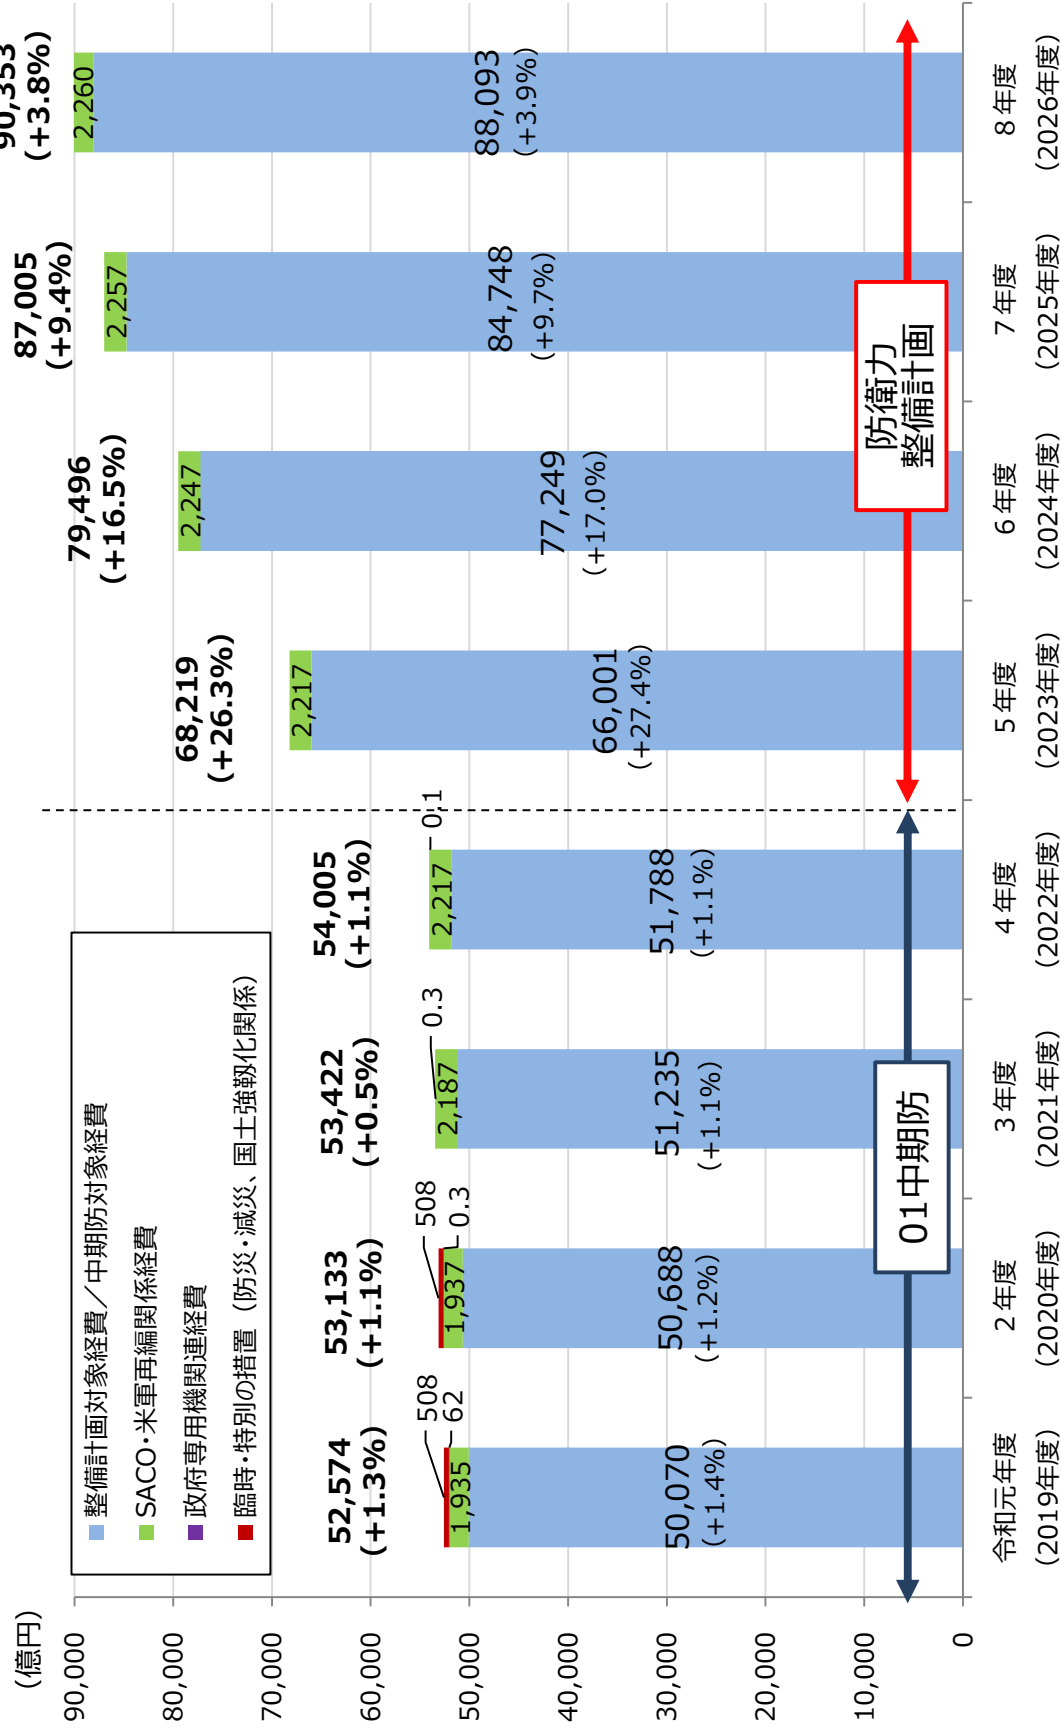 (億円)
90,000
80,000
70,000
60,000
50,000
40,000
30,000
20,000
10,000
0
整備計画対象経費／中期防対象経費
SACO・米軍再編関係経費
政府専用機関連経費
臨時・特別の措置（防災・減災、国土強靱化関係）
52,574
(+1.3%)
508
62
1,935
50,070
(+1.4%)
令和元年度
(2019年度)
53,133
(+1.1%)
508
0.3
1,937
50,688
(+1.2%)
２年度
(2020年度)
53,422
(+0.5%)
0.3
2,187
51,235
(+1.1%)
３年度
(2021年度)
54,005
(+1.1%)
0.1
2,217
51,788
(+1.1%)
４年度
(2022年度)
68,219
(+26.3%)
2,217
66,001
(+27.4%)
５年度
(2023年度)
79,496
(+16.5%)
2,247
77,249
(+17.0%)
６年度
(2024年度)
87,005
(+9.4%)
2,257
84,748
(+9.7%)
７年度
(2025年度)
90,353
(+3.8%)
2,260
88,093
(+3.9%)
８年度
(2026年度)
01中期防
防衛力
整備計画